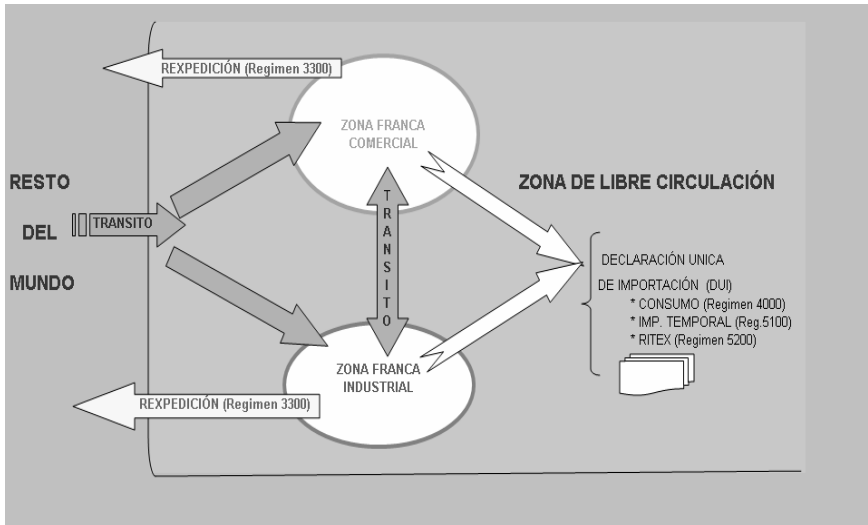 REXPEDICIÓN (Regimen 3300)
ZONA FRANCA
COMERCIAL
RESTO
DEL
MUNDO
TRANSITO
TRANSITO
ZONA DE LIBRE CIRCULACIÓN
DECLARACIÓN UNICA
DE IMPORTACIÓN (DUI)
* CONSUMO (Regimen 4000)
* IMP. TEMPORAL (Reg.5100)
* RITEX (Regimen 5200)
ZONA FRANCA
INDUSTRIAL
REXPEDICIÓN (Regimen 3300)